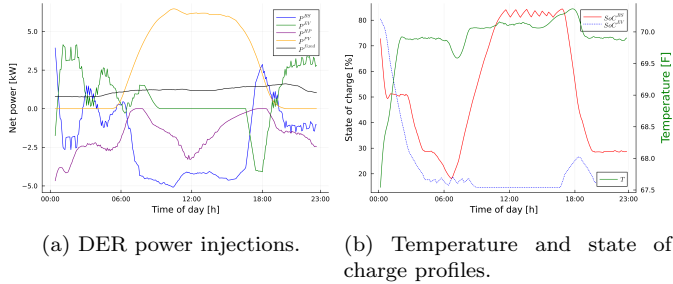 Net power [kW]
5.0
2.5
0.0
−2.5
−5.0
00:00 06:00 12:00 18:00 23:00
Time of day [h]
P^BS
P^EV
P^HP
P^PV
P^fixed
State of charge [%]
80
70
60
50
40
30
20
00:00 06:00 12:00 18:00 23:00
Time of day [h]
SoC^BS
SoC^EV
T
70.0
69.5
69.0
68.5
68.0
67.5
Temperature [F]
(a) DER power injections.
(b) Temperature and state of
charge profiles.